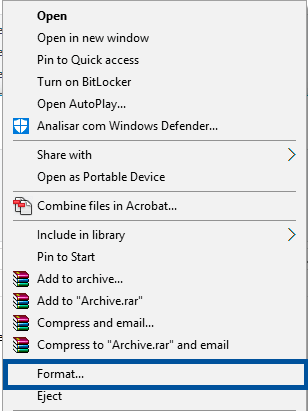 Open
Open in new window
Pin to Quick access
Turn on BitLocker
Open AutoPlay...
Analisar com Windows Defender...
Share with
Open as Portable Device
Combine files in Acrobat...
Include in library
Pin to Start
Add to archive...
Add to "Archive.rar"
Compress and email...
Compress to "Archive.rar" and email
Format...
Eject